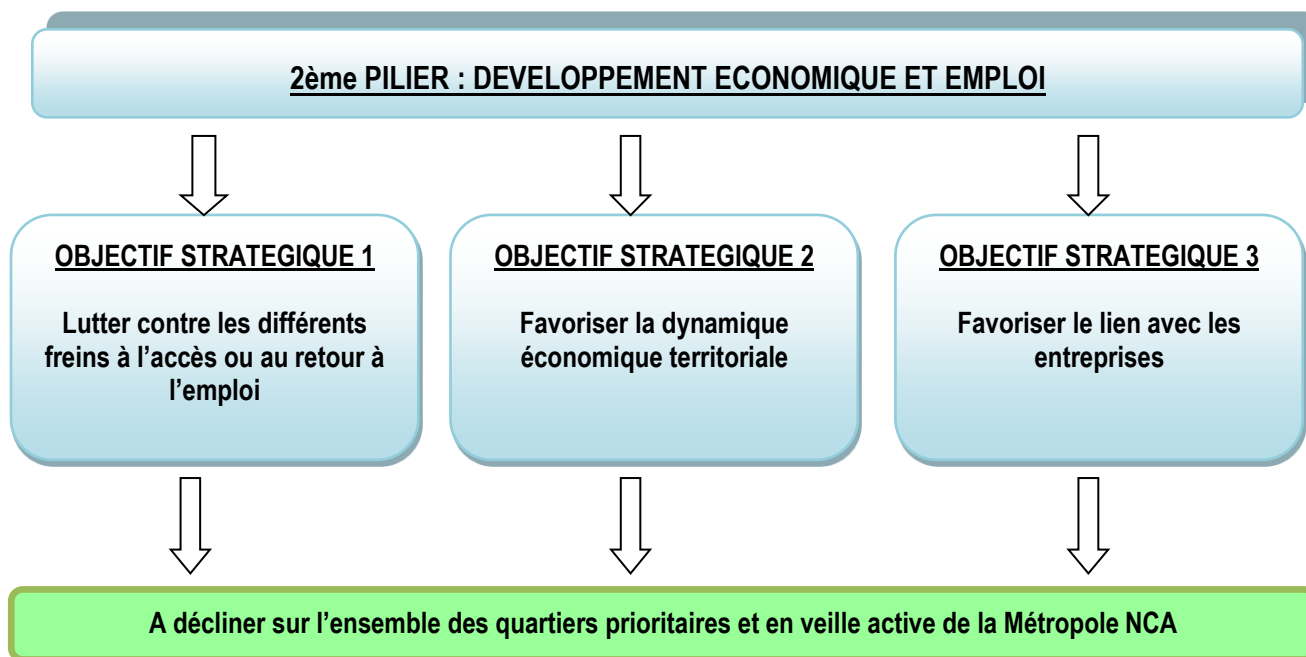 2ème PILIER : DEVELOPPEMENT ECONOMIQUE ET EMPLOI
OBJECTIF STRATEGIQUE 1
Lutter contre les différents
freins à l’accès ou au retour à
l’emploi
OBJECTIF STRATEGIQUE 2
Favoriser la dynamique
économique territoriale
OBJECTIF STRATEGIQUE 3
Favoriser le lien avec les
entreprises
A décliner sur l’ensemble des quartiers prioritaires et en veille active de la Métropole NCA